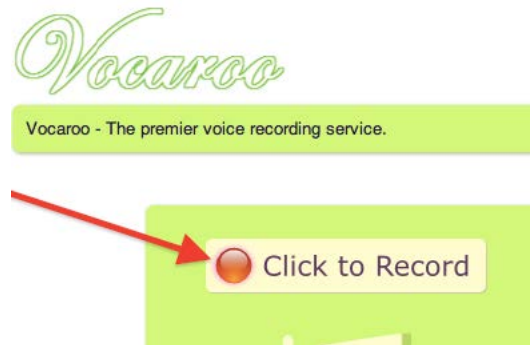 Vocaroo
Vocaroo - The premier voice recording service.
Click to Record